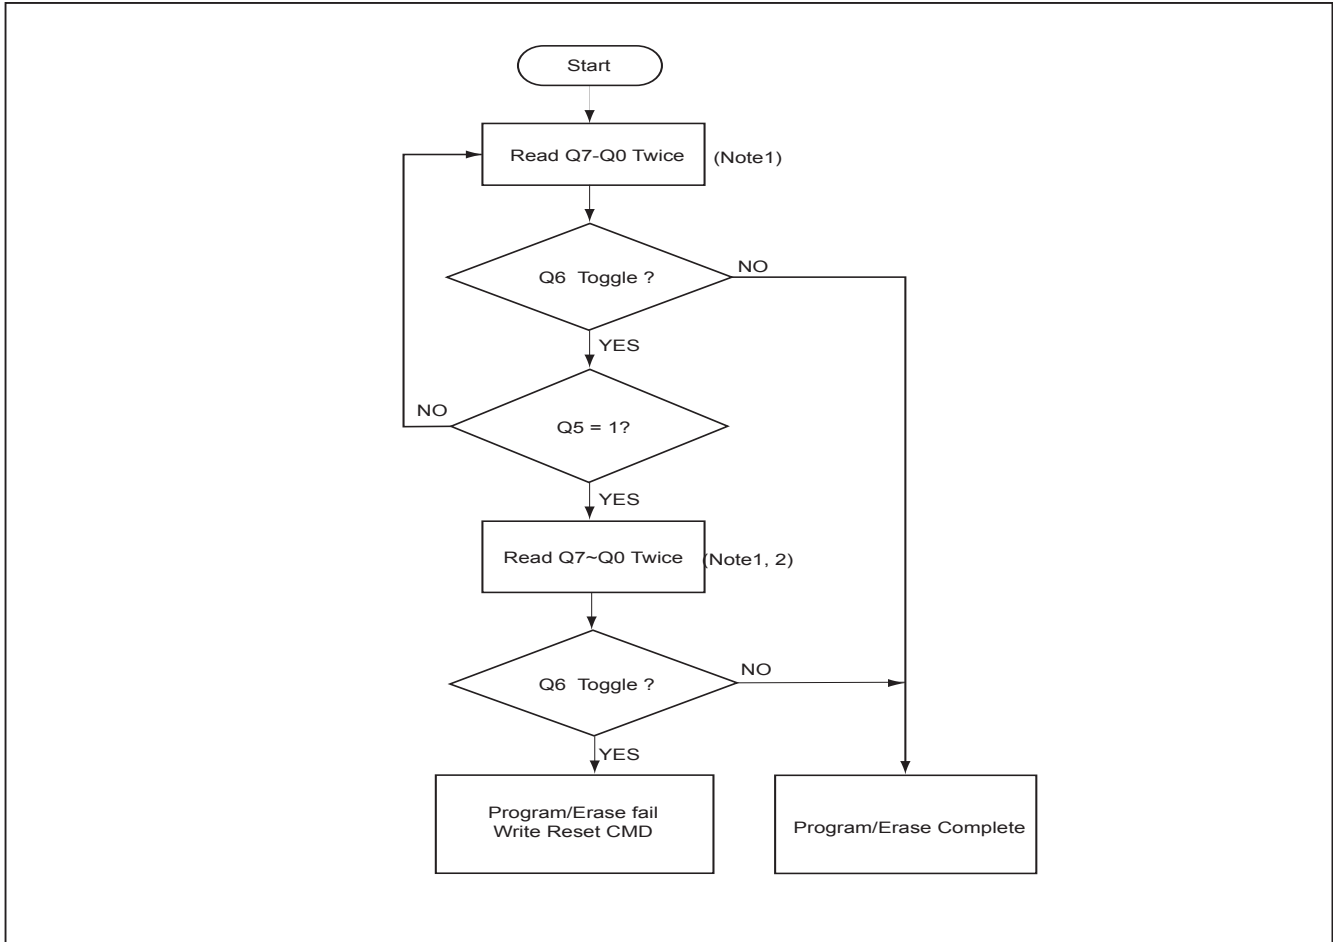 Start
Read Q7-Q0 Twice
(Note1)
Q6 Toggle ?
NO
YES
NO
Q5 = 1?
YES
Read Q7~Q0 Twice
(Note1, 2)
Q6 Toggle ?
NO
YES
Program/Erase fail
Write Reset CMD
Program/Erase Complete